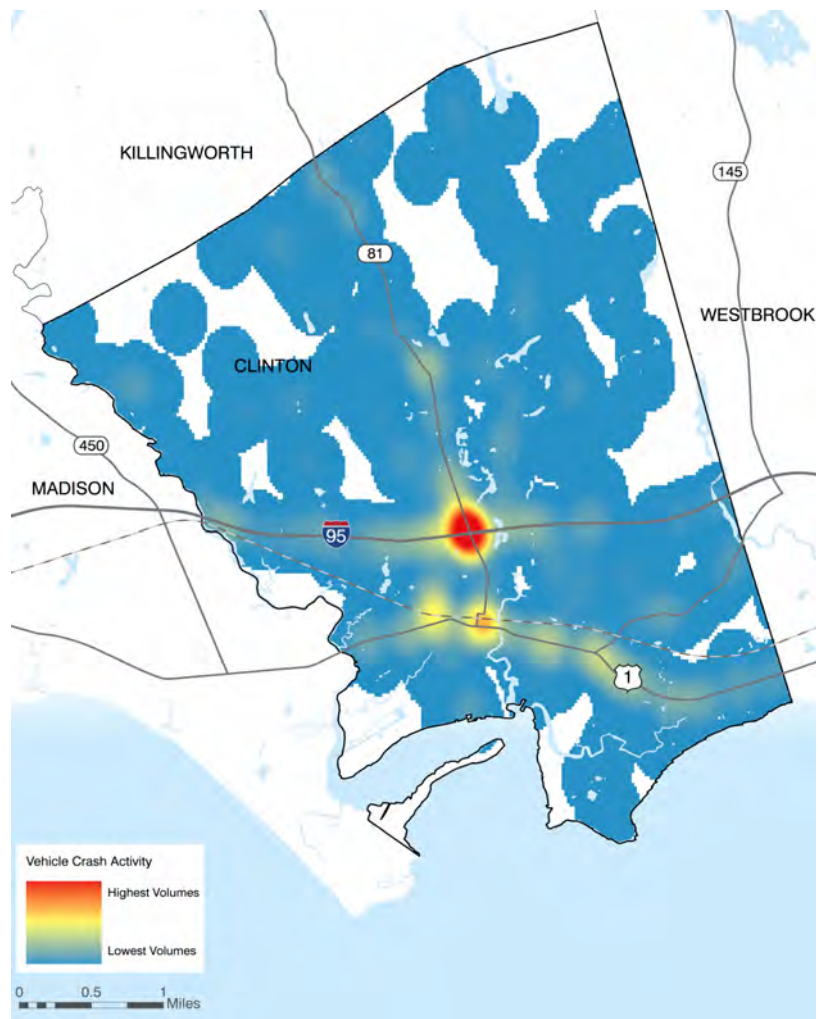 KILLINGWORTH
145
81
WESTBROOK
CLINTON
450
MADISON
95
1
Vehicle Crash Activity
Highest Volumes
Lowest Volumes
0 0.5 1
Miles